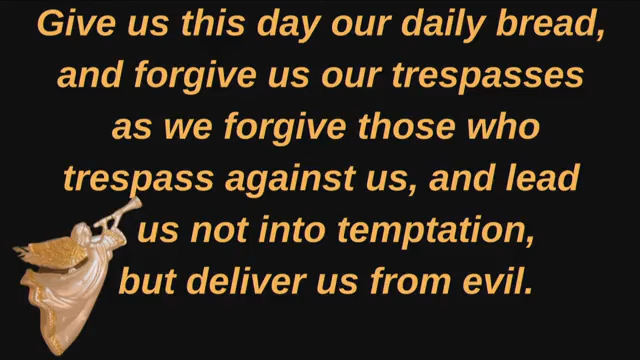 Give us this day our daily bread,
and forgive us our trespasses
as we forgive those who
trespass against us, and lead
us not into temptation,
but deliver us from evil.